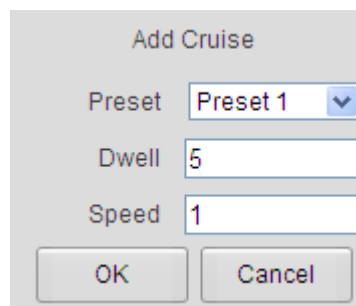 Add Cruise
Preset Preset 1
Dwell 5
Speed 1
OK Cancel